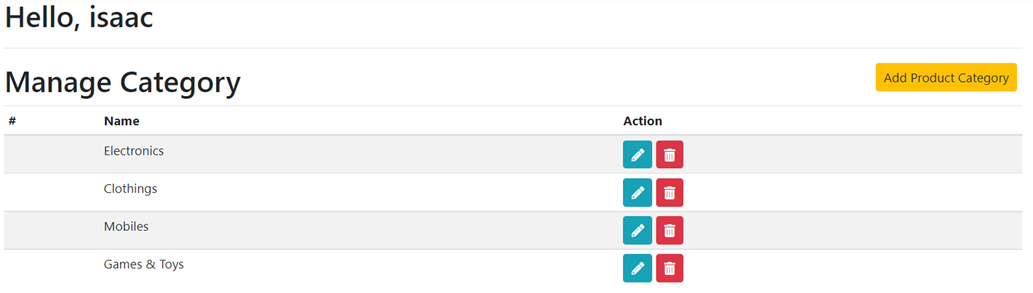 Hello, isaac
Manage Category
Add Product Category
# Name Action
Electronics
Clothings
Mobiles
Games & Toys